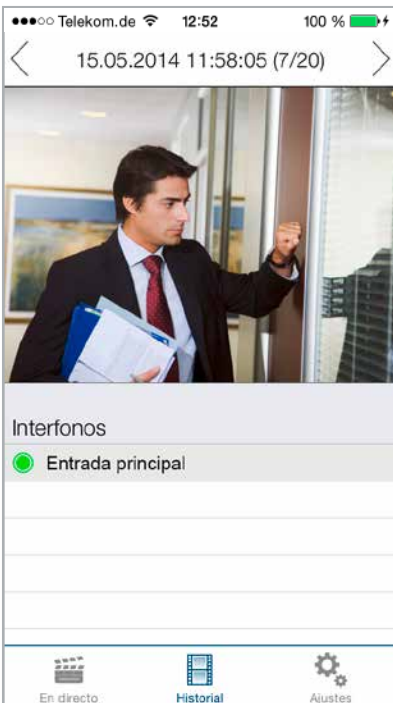 Telekom.de 12:52 100 %
15.05.2014 11:58:05 (7/20)
Interfonos
Entrada principal
En directo Historial Ajustes